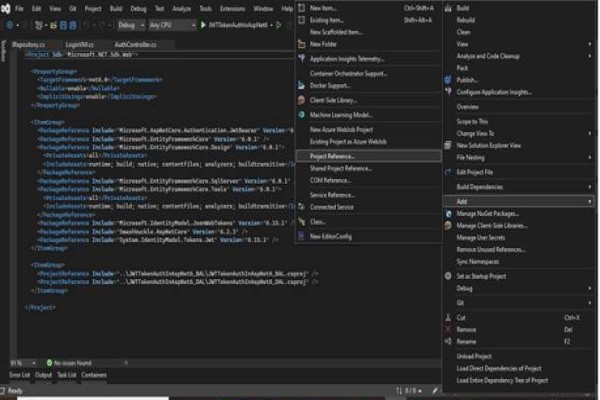 File Edit View Git Project Build Debug Test Analyze Tools Extensions Window Help
Debug Any CPU JWTTokenAuthInAspNet6
IRepository.cs LoginVM.cs AuthController.cs
Toolbox
<Project Sdk="Microsoft.NET.Sdk.Web">
<PropertyGroup>
<TargetFramework>net6.0</TargetFramework>
<Nullable>enable</Nullable>
<ImplicitUsings>enable</ImplicitUsings>
</PropertyGroup>
<ItemGroup>
<PackageReference Include="Microsoft.AspNetCore.Authentication.JwtBearer" Version="6
<PackageReference Include="Microsoft.EntityFrameworkCore" Version="6.0.1" />
<PackageReference Include="Microsoft.EntityFrameworkCore.Design" Version="6.0.1">
<PrivateAssets>all</PrivateAssets>
<IncludeAssets>runtime; build; native; contentfiles; analyzers; buildtransitive</I
</PackageReference>
<PackageReference Include="Microsoft.EntityFrameworkCore.SqlServer" Version="6.0.1"
<PackageReference Include="Microsoft.EntityFrameworkCore.Tools" Version="6.0.1">
<PrivateAssets>all</PrivateAssets>
<IncludeAssets>runtime; build; native; contentfiles; analyzers; buildtransitive</I
</PackageReference>
<PackageReference Include="Microsoft.IdentityModel.JsonWebTokens" Version="6.15.1" />
<PackageReference Include="Swashbuckle.AspNetCore" Version="6.2.3" />
<PackageReference Include="System.IdentityModel.Tokens.Jwt" Version="6.15.1" />
</ItemGroup>
<ItemGroup>
<ProjectReference Include="..\JWTTokenAuthInAspNet6_BAL\JWTTokenAuthInAspNet6_BAL.csproj" />
<ProjectReference Include="..\JWTTokenAuthInAspNet6_DAL\JWTTokenAuthInAspNet6_DAL.csproj" />
</ItemGroup>
</Project>
91 % No issues found
Error List Output Task List Containers
Ready 0 / 0
New Item... Ctrl+Shift+A
Existing Item... Shift+Alt+A
New Scaffolded Item...
New Folder
Application Insights Telemetry...
Container Orchestrator Support...
Docker Support...
Client-Side Library...
Machine Learning Model...
New Azure WebJob Project
Existing Project as Azure WebJob
Project Reference...
Shared Project Reference...
COM Reference...
Service Reference...
Connected Service
Class...
New EditorConfig
Build
Rebuild
Clean
View
Analyze and Code Cleanup
Pack
Publish...
Configure Application Insights...
Overview
Scope to This
Change View To
New Solution Explorer View
File Nesting
Edit Project File
Build Dependencies
Add
Manage NuGet Packages...
Manage Client-Side Libraries...
Manage User Secrets
Remove Unused References...
Sync Namespaces
Set as Startup Project
Debug
Git
Cut Ctrl+X
Remove Del
Rename F2
Unload Project
Load Direct Dependencies of Project
Load Entire Dependency Tree of Project